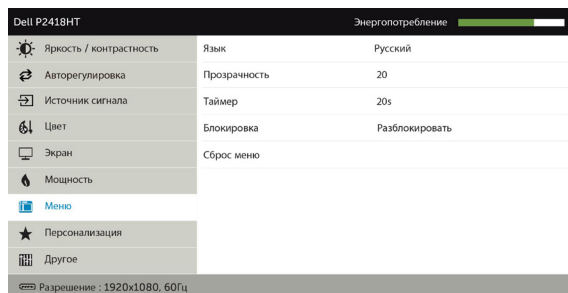 Dell P2418HT Энергопотребление
Яркость / контрастность Язык Русский
Авторегулировка Прозрачность 20
Источник сигнала Таймер 20s
Цвет Блокировка Разблокировать
Экран Сброс меню
Мощность
Меню
Персонализация
Другое
Разрешение : 1920x1080, 60Гц